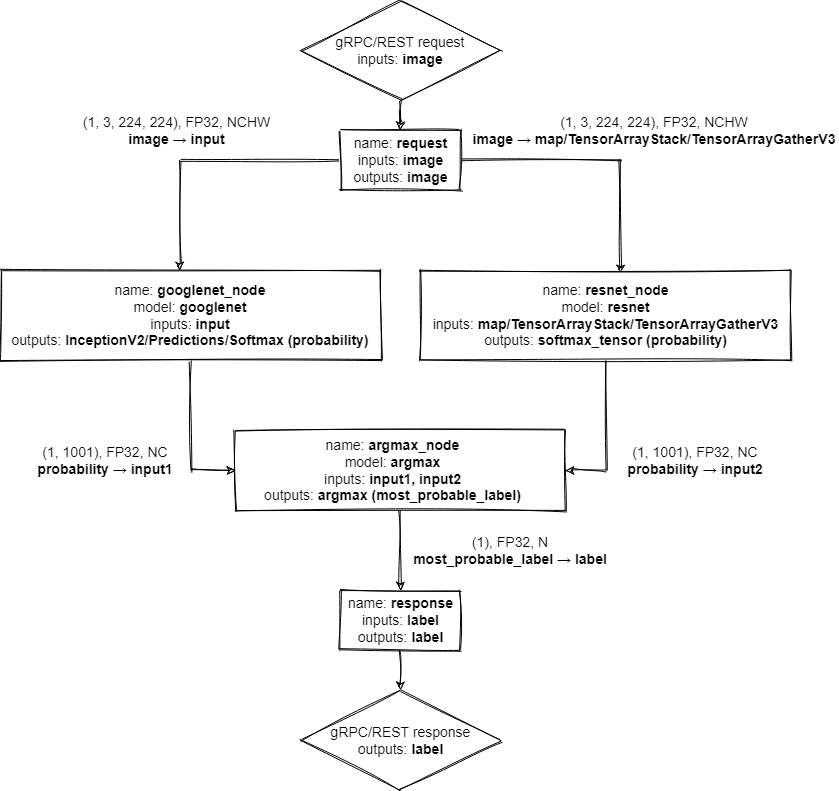 gRPC/REST request
inputs: image
(1, 3, 224, 224), FP32, NCHW
image → input
(1, 3, 224, 224), FP32, NCHW
image → map/TensorArrayStack/TensorArrayGatherV3
name: request
inputs: image
outputs: image
name: googlenet_node
model: googlenet
inputs: input
outputs: InceptionV2/Predictions/Softmax (probability)
name: resnet_node
model: resnet
inputs: map/TensorArrayStack/TensorArrayGatherV3
outputs: softmax_tensor (probability)
(1, 1001), FP32, NC
probability → input1
name: argmax_node
model: argmax
inputs: input1, input2
outputs: argmax (most_probable_label)
(1, 1001), FP32, NC
probability → input2
(1), FP32, N
most_probable_label → label
name: response
inputs: label
outputs: label
gRPC/REST response
outputs: label